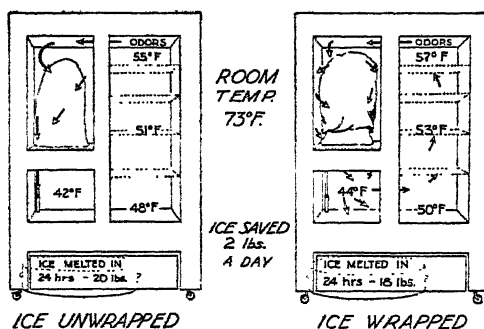 ODORS
55°F
51°F
42°F
48°F
ICE MELTED IN
24 hrs - 20 lbs. ?
ICE UNWRAPPED
ROOM
TEMP.
73°F.
ICE SAVED
2 lbs.
A DAY
ODORS
57°F
53°F
44°F
50°F
ICE MELTED IN
24 hrs - 18 lbs. ?
ICE WRAPPED